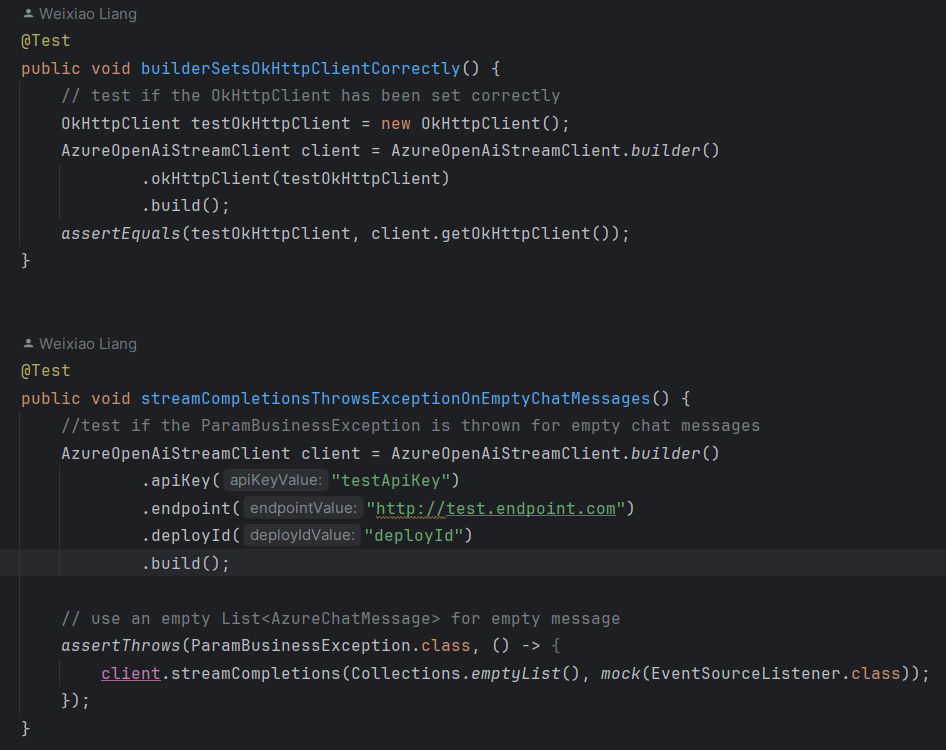 Weixiao Liang
@Test
public void builderSetsOkHttpClientCorrectly() {
// test if the OkHttpClient has been set correctly
OkHttpClient testOkHttpClient = new OkHttpClient();
AzureOpenAiStreamClient client = AzureOpenAiStreamClient.builder()
.okHttpClient(testOkHttpClient)
.build();
assertEquals(testOkHttpClient, client.getOkHttpClient());
}
Weixiao Liang
@Test
public void streamCompletionsThrowsExceptionOnEmptyChatMessages() {
//test if the ParamBusinessException is thrown for empty chat messages
AzureOpenAiStreamClient client = AzureOpenAiStreamClient.builder()
.apiKey( apiKeyValue: "testApiKey")
.endpoint( endpointValue: "http://test.endpoint.com")
.deployId( deployIdValue: "deployId")
.build();
// use an empty List<AzureChatMessage> for empty message
assertThrows(ParamBusinessException.class, () -> {
client.streamCompletions(Collections.emptyList(), mock(EventSourceListener.class));
});
}